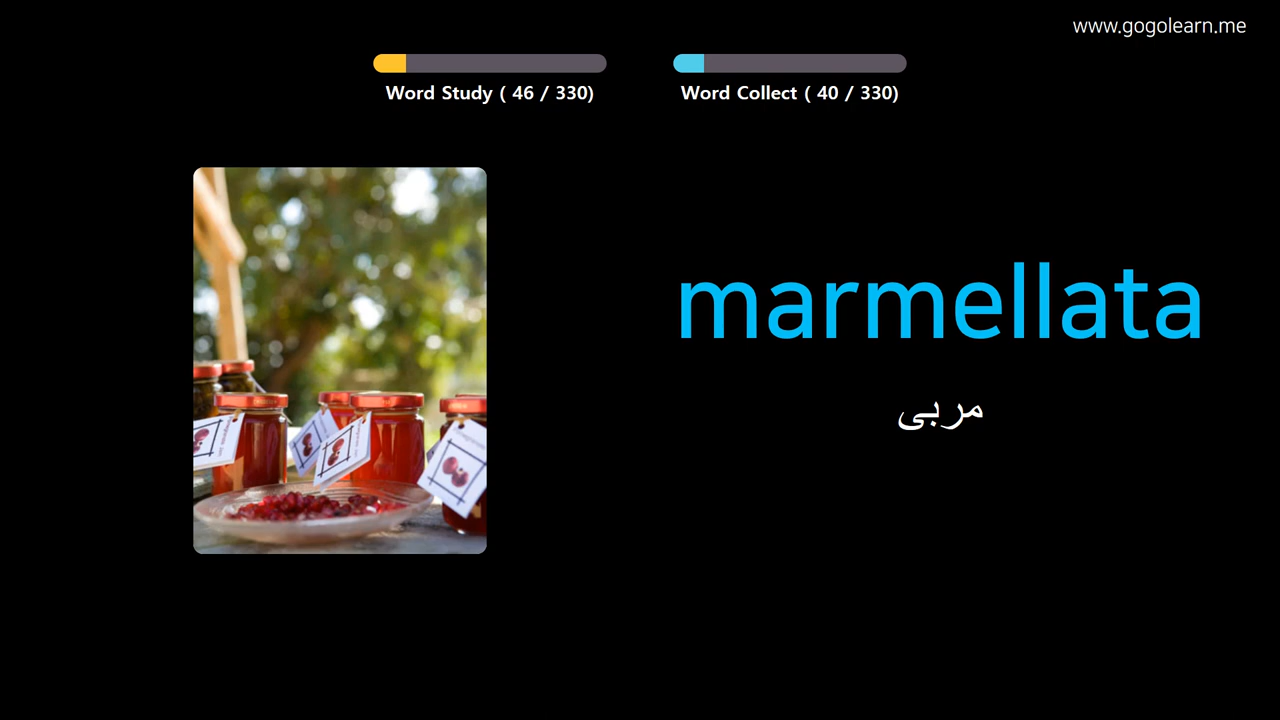 www.gogolearn.me
Word Study ( 46 / 330)
Word Collect ( 40 / 330)
marmellata
مربی